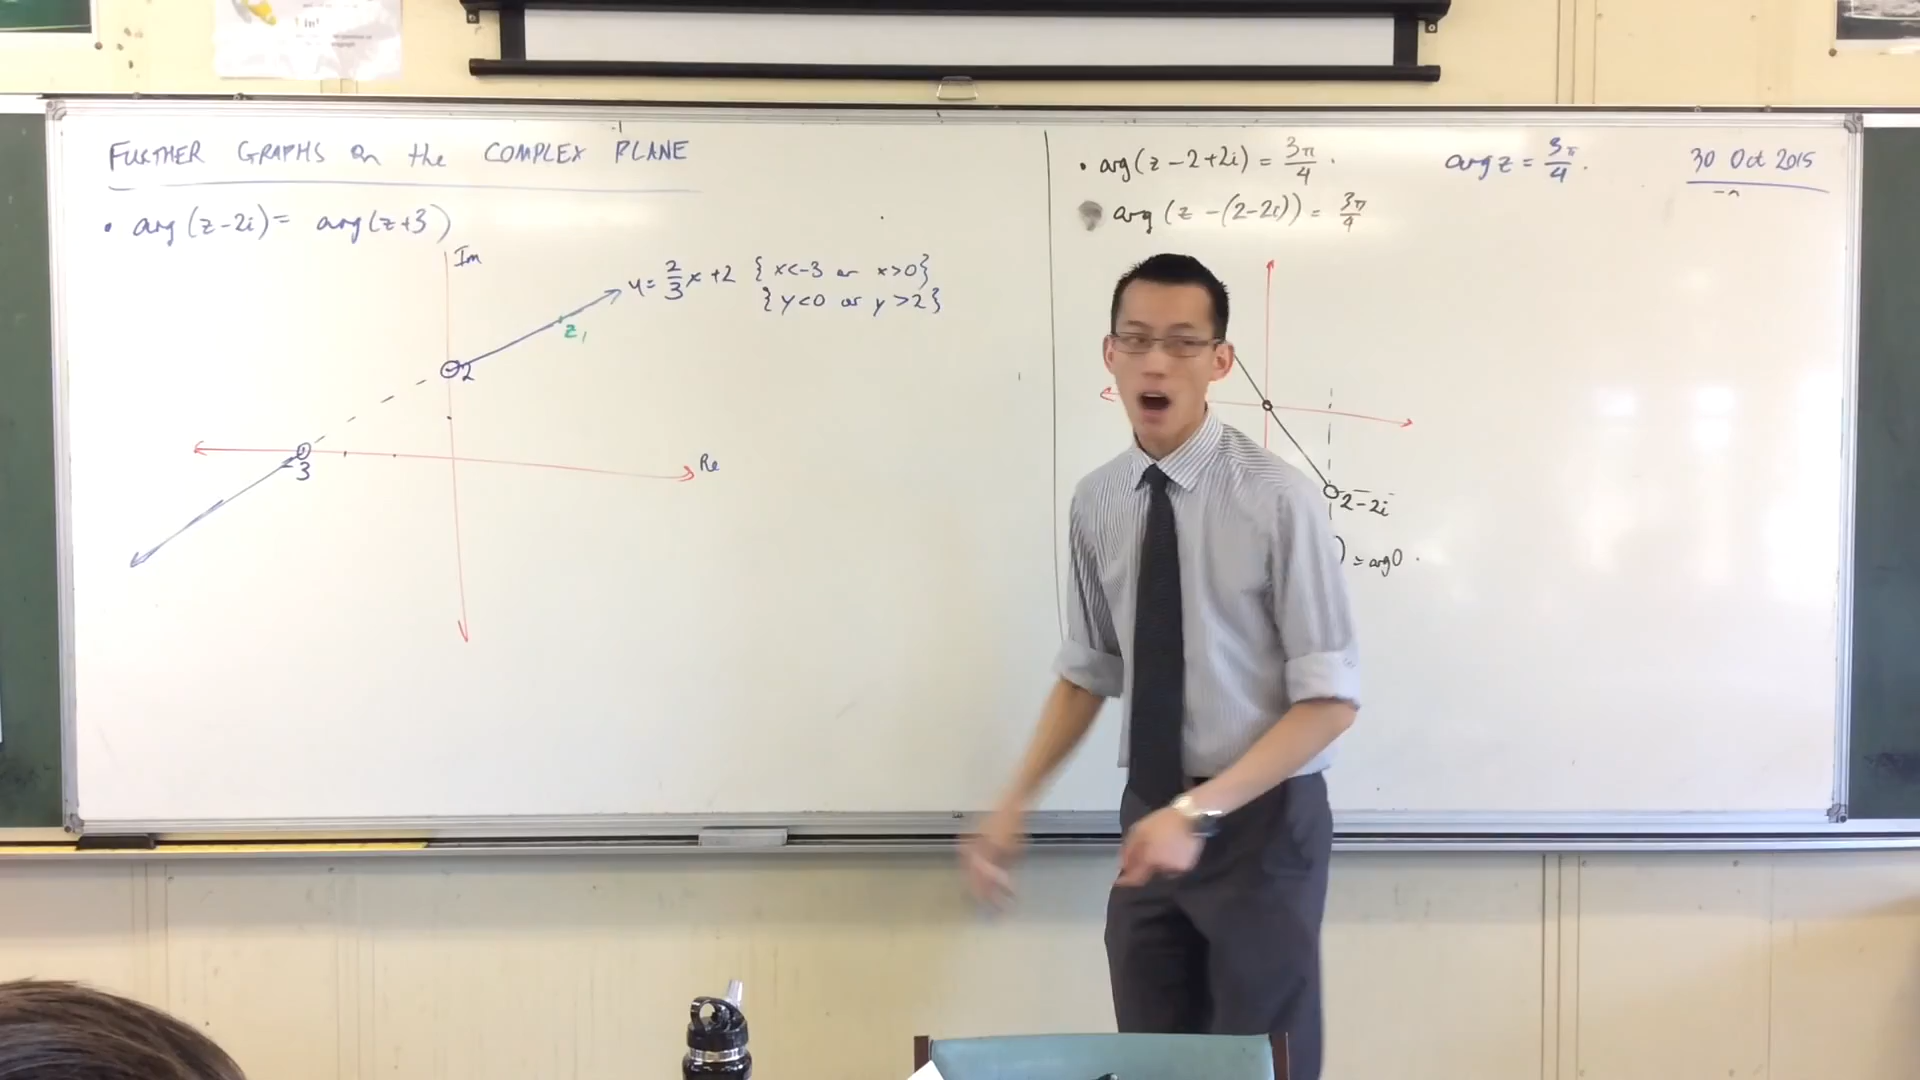 FURTHER GRAPHS on the COMPLEX PLANE
• arg(z-2i) = arg(z+3)
Im
y = 2/3 x + 2 { x<-3 or x>0}
{y<0 or y>2}
z₁
2
-3
Re
• arg(z-2+2i) = 3π/4 .
arg (z-(2-2i)) = 3π/4
2-2i
) = arg0 .
arg z = 3π/4 .
30 Oct 2015